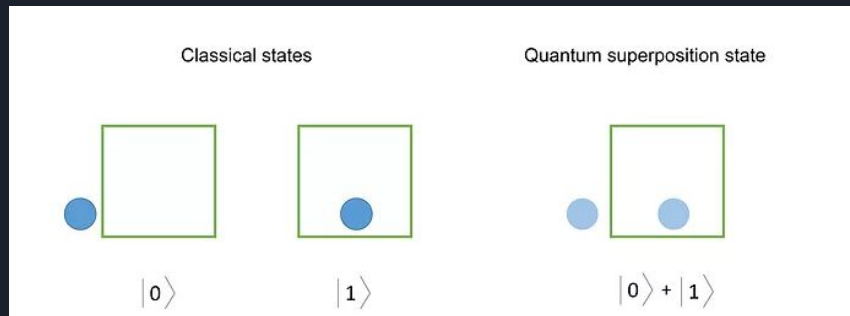 Classical states
Quantum superposition state
|0⟩
|1⟩
|0⟩ + |1⟩